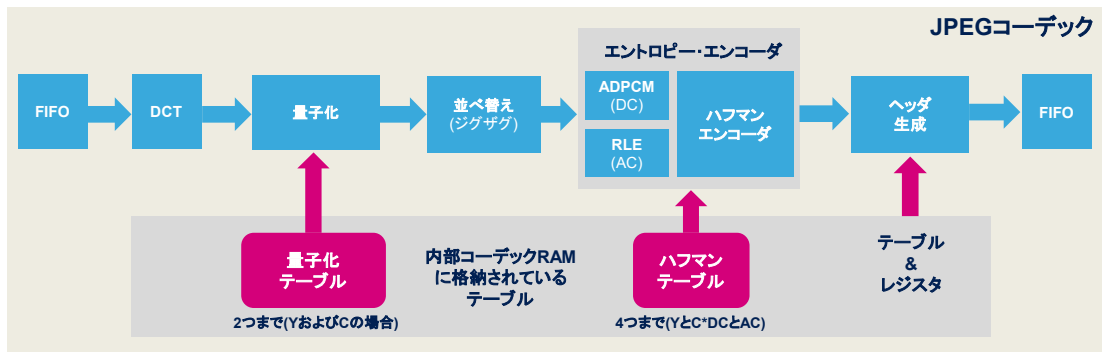 JPEGコーデック
エントロピー・エンコーダ
FIFO
DCT
量子化
並べ替え
(ジグザグ)
ADPCM
(DC)
RLE
(AC)
ハフマン
エンコーダ
ヘッダ
生成
FIFO
量子化
テーブル
2つまで(YおよびCの場合)
内部コーデックRAM
に格納されている
テーブル
ハフマン
テーブル
4つまで(YとC*DCとAC)
テーブル
&
レジスタ